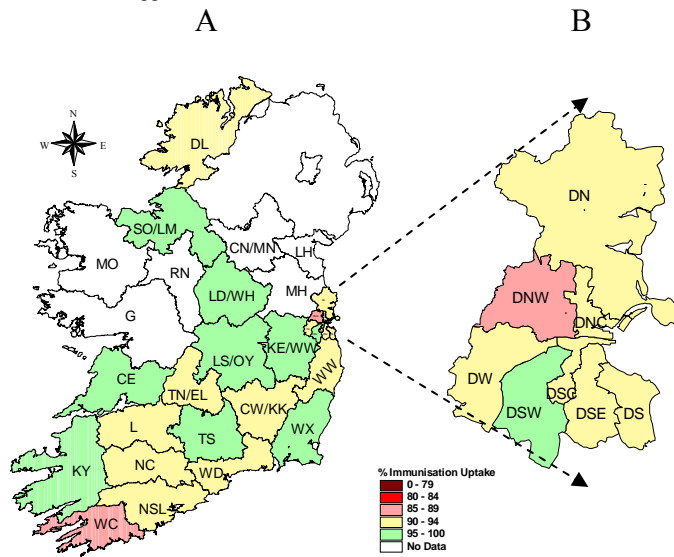 A B
N
W E
S
DL
DN
SO/LM
CN/MN
LH
MO
RN
DNW
LD/WH
MH
G
DNC
LS/OY
KE/WW
WW
CE
TN/EL
DW
DSC
DSW
DSE
DS
CW/KK
L
TS
WX
KY
NC
WD
NSL
WC
% Immunisation Uptake
0 - 79
80 - 84
85 - 89
90 - 94
95 - 100
No Data